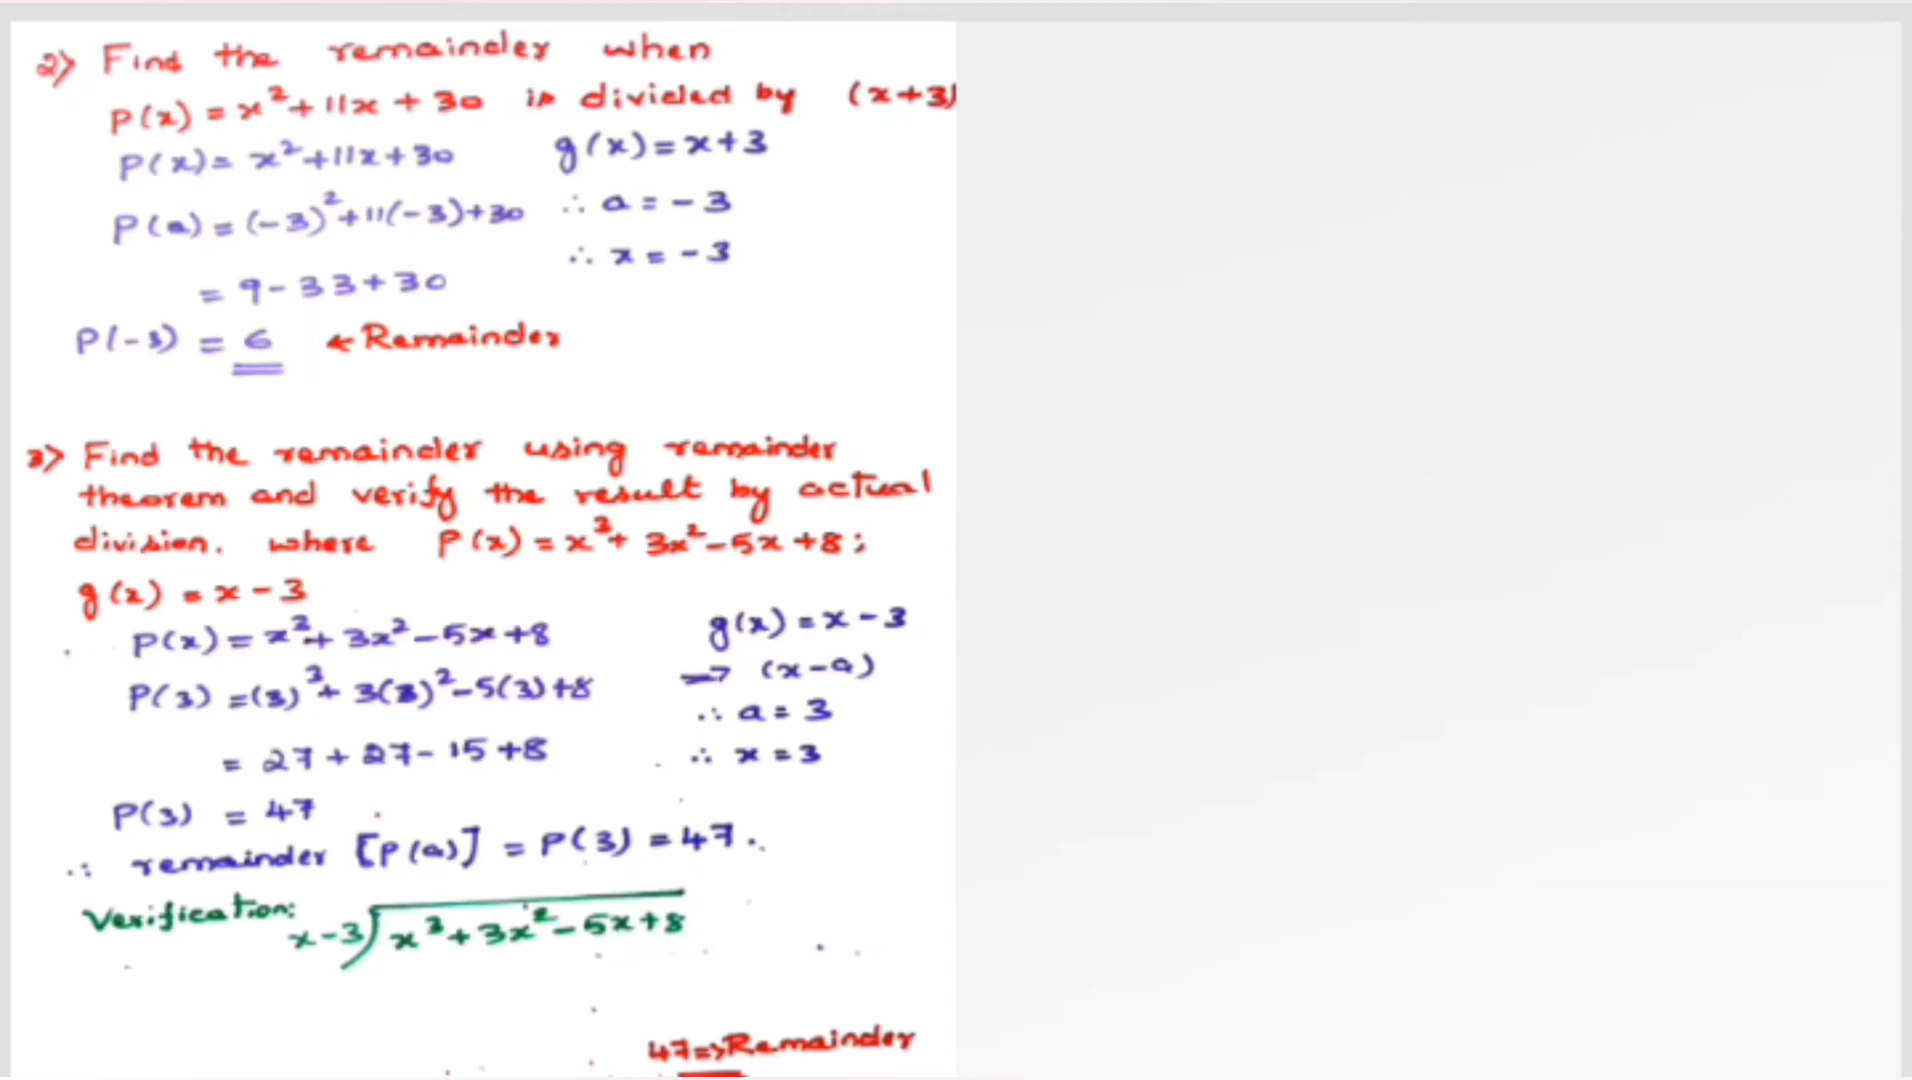 2) Find the remainder when
P(x) = x²+11x+30 is divided by (x+3)
P(x) = x²+11x+30 g(x) = x+3
P(a) = (-3)²+11(-3)+30 ∴ a = -3
∴ x = -3
= 9-33+30
P(-3) = 6 ← Remainder
3) Find the remainder using remainder
theorem and verify the result by actual
division. where P(x) = x³+ 3x²-5x+8;
g(x) = x-3
P(x) = x³+ 3x²-5x+8 g(x) = x-3
P(3) = (3)³+ 3(3)²-5(3)+8 → (x-a)
∴ a = 3
= 27+27-15+8 ∴ x = 3
P(3) = 47
∴ remainder [P(a)] = P(3) = 47.
Verification: x-3)x³+3x²-5x+8
47=>Remainder